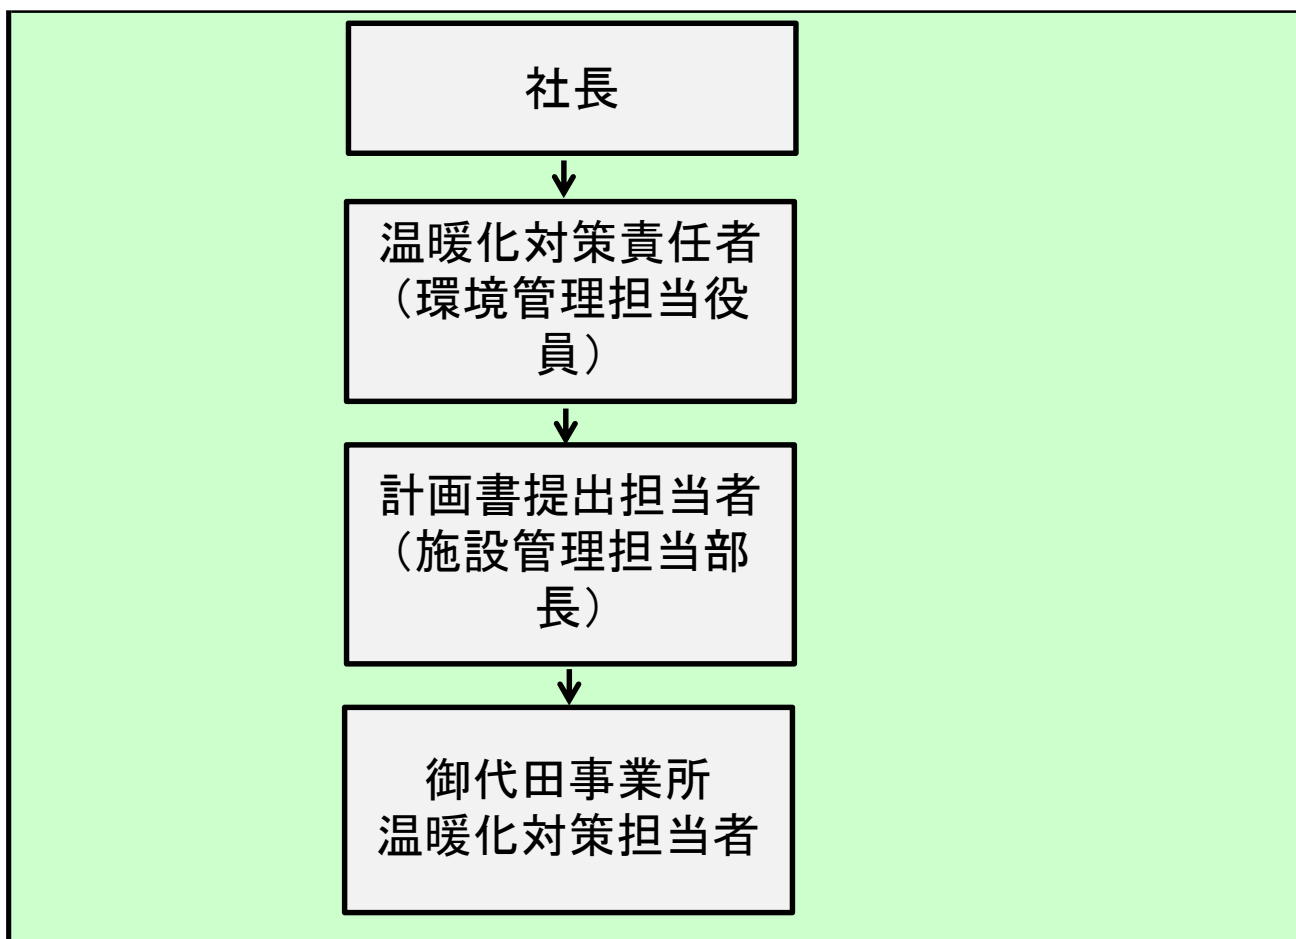 社長
温暖化対策責任者
（環境管理担当役
員）
計画書提出担当者
（施設管理担当部
長）
御代田事業所
温暖化対策担当者